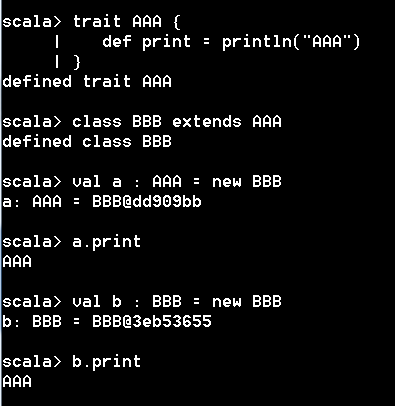 scala> trait AAA {
     |    def print = println("AAA")
     | }
defined trait AAA
scala> class BBB extends AAA
defined class BBB
scala> val a : AAA = new BBB
a: AAA = BBB@dd909bb
scala> a.print
AAA
scala> val b : BBB = new BBB
b: BBB = BBB@3eb53655
scala> b.print
AAA